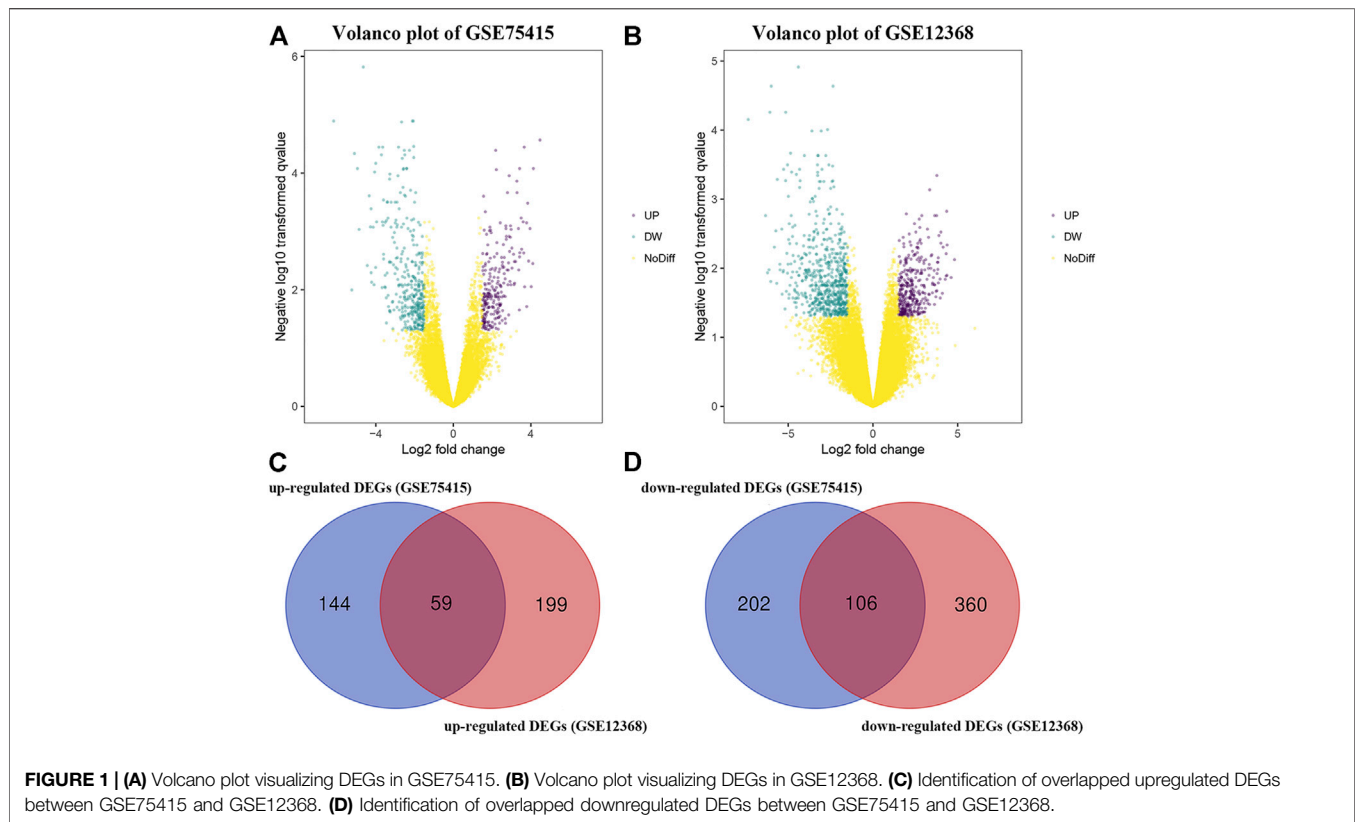 A
Volanco plot of GSE75415
6
4
2
0
Negative log10 transformed qvalue
−4
0
4
Log2 fold change
UP
DW
NoDiff
B
Volanco plot of GSE12368
5
4
3
2
1
0
Negative log10 transformed qvalue
−5
0
5
Log2 fold change
UP
DW
NoDiff
C
up-regulated DEGs (GSE75415)
144
59
199
up-regulated DEGs (GSE12368)
D
down-regulated DEGs (GSE75415)
202
106
360
down-regulated DEGs (GSE12368)
FIGURE 1 | (A) Volcano plot visualizing DEGs in GSE75415. (B) Volcano plot visualizing DEGs in GSE12368. (C) Identification of overlapped upregulated DEGs
between GSE75415 and GSE12368. (D) Identification of overlapped downregulated DEGs between GSE75415 and GSE12368.